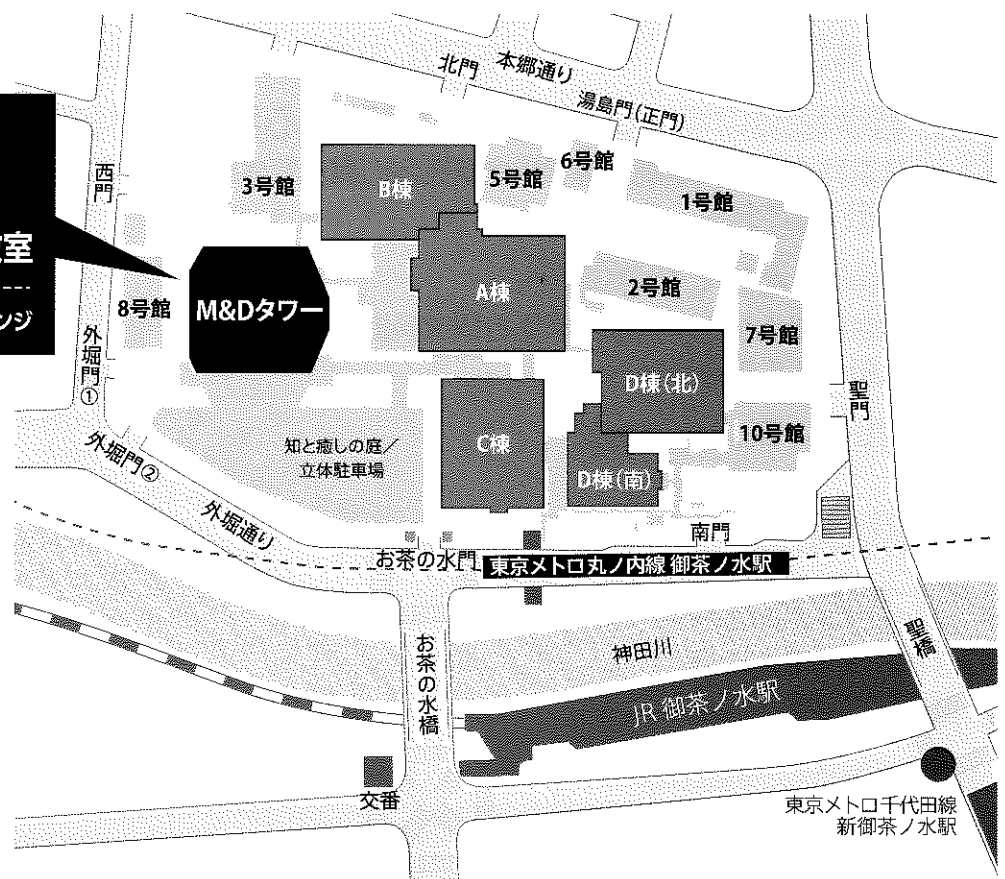 本郷通り
北門
湯島門(正門)
西門
3号館
B棟
5号館
6号館
1号館
室
ンジ
8号館
M&Dタワー
A棟
2号館
7号館
外堀門①
D棟(北)
聖門
外堀門②
知と癒しの庭/
立体駐車場
C棟
D棟(南)
10号館
外堀通り
南門
お茶の水門
東京メトロ丸ノ内線 御茶ノ水駅
お茶の水橋
神田川
聖橋
JR 御茶ノ水駅
交番
東京メトロ千代田線
新御茶ノ水駅